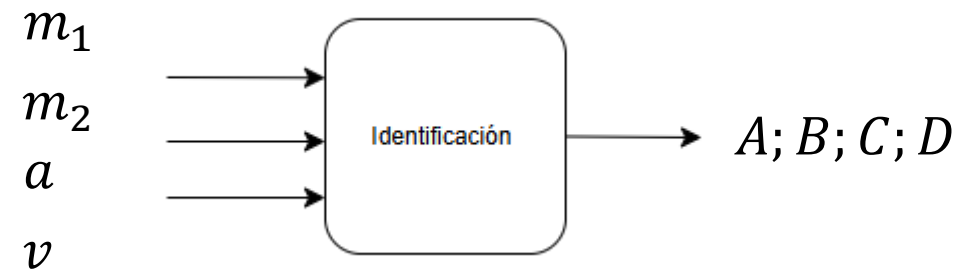 m₁
m₂
a
v
Identificación
A; B; C; D